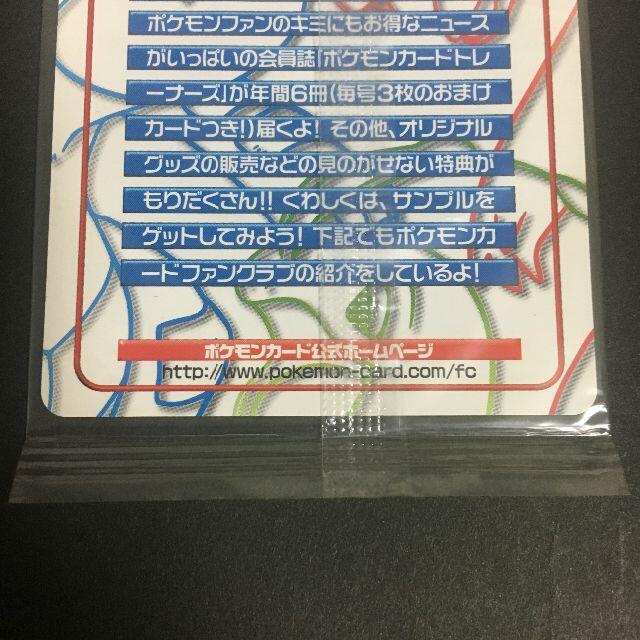 ポケモンファンのキミにもお得なニュース
がいっぱいの会員誌「ポケモンカードトレ
ーナーズ」が年間6冊(毎号3枚のおまけ
カードつき!)届くよ! その他、オリジナル
グッズの販売などの見のがせない特典が
もりだくさん!! くわしくは、サンプルを
ゲットしてみよう! 下記でもポケモンカ
ードファンクラブの紹介をしているよ!
ポケモンカード公式ホームページ
http://www.pokemon-card.com/fc